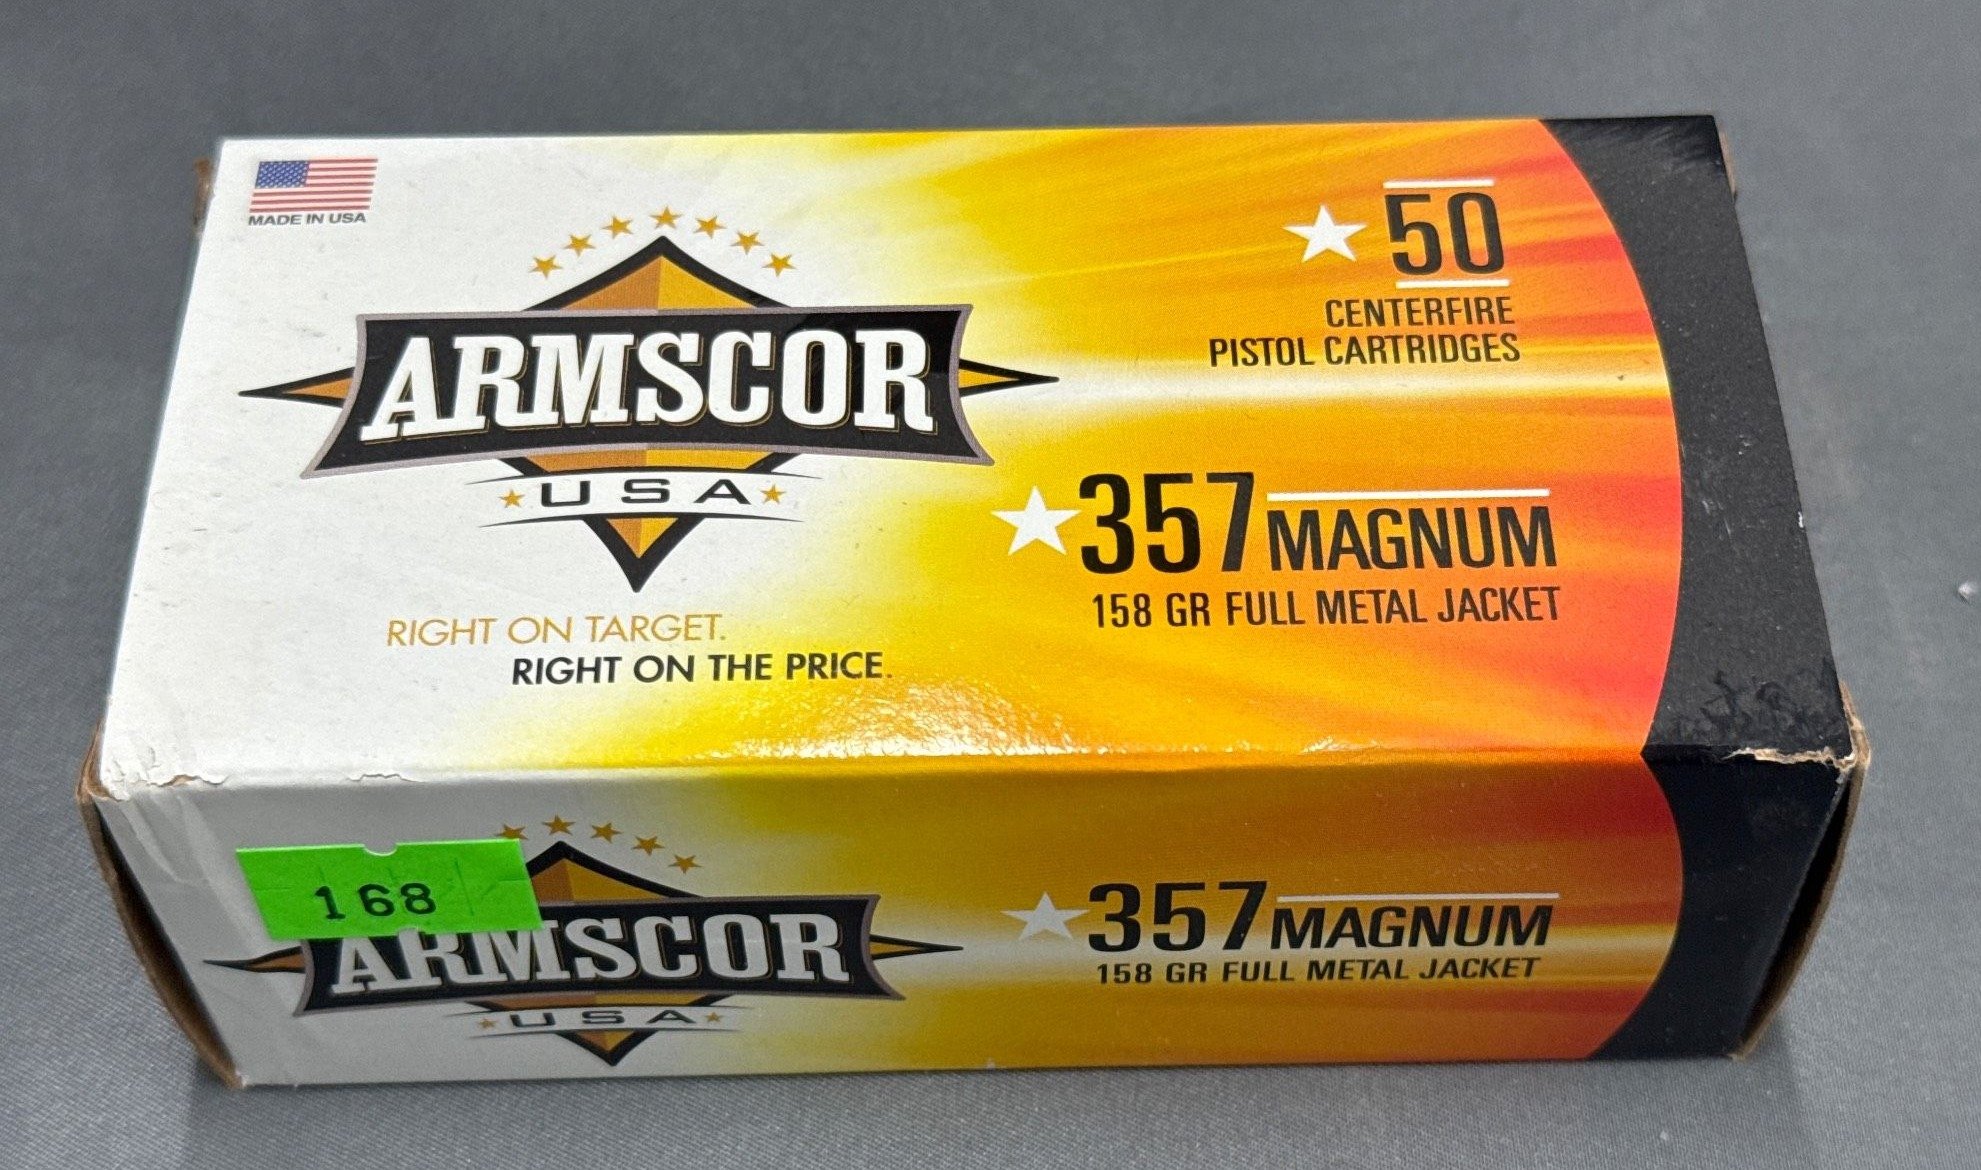 MADE IN USA
ARMSCOR
USA
RIGHT ON TARGET.
RIGHT ON THE PRICE.
50
CENTERFIRE
PISTOL CARTRIDGES
357 MAGNUM
158 GR FULL METAL JACKET
168
ARMSCOR
USA
357 MAGNUM
158 GR FULL METAL JACKET